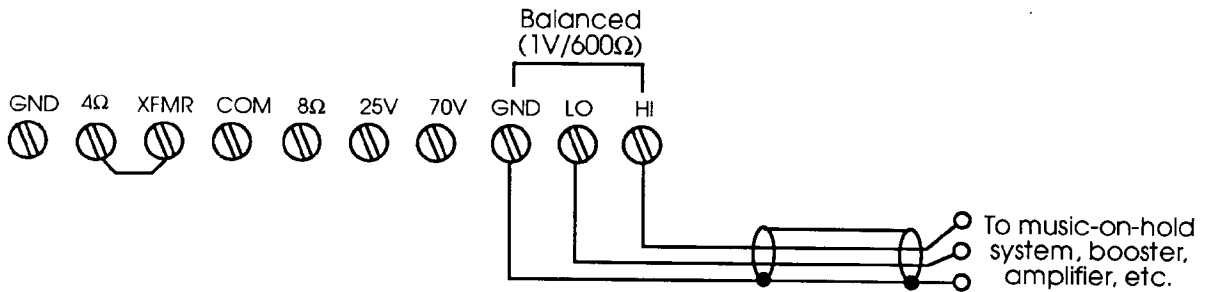 Balanced
(1V/600Ω)
GND 4Ω XFMR COM 8Ω 25V 70V GND LO HI
To music-on-hold
system, booster,
amplifier, etc.